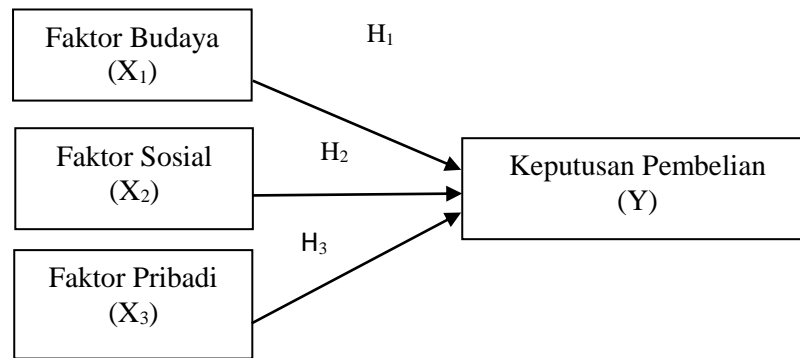 Faktor Budaya
(X₁)
H₁
Faktor Sosial
(X₂)
H₂
Keputusan Pembelian
(Y)
Faktor Pribadi
(X₃)
H₃